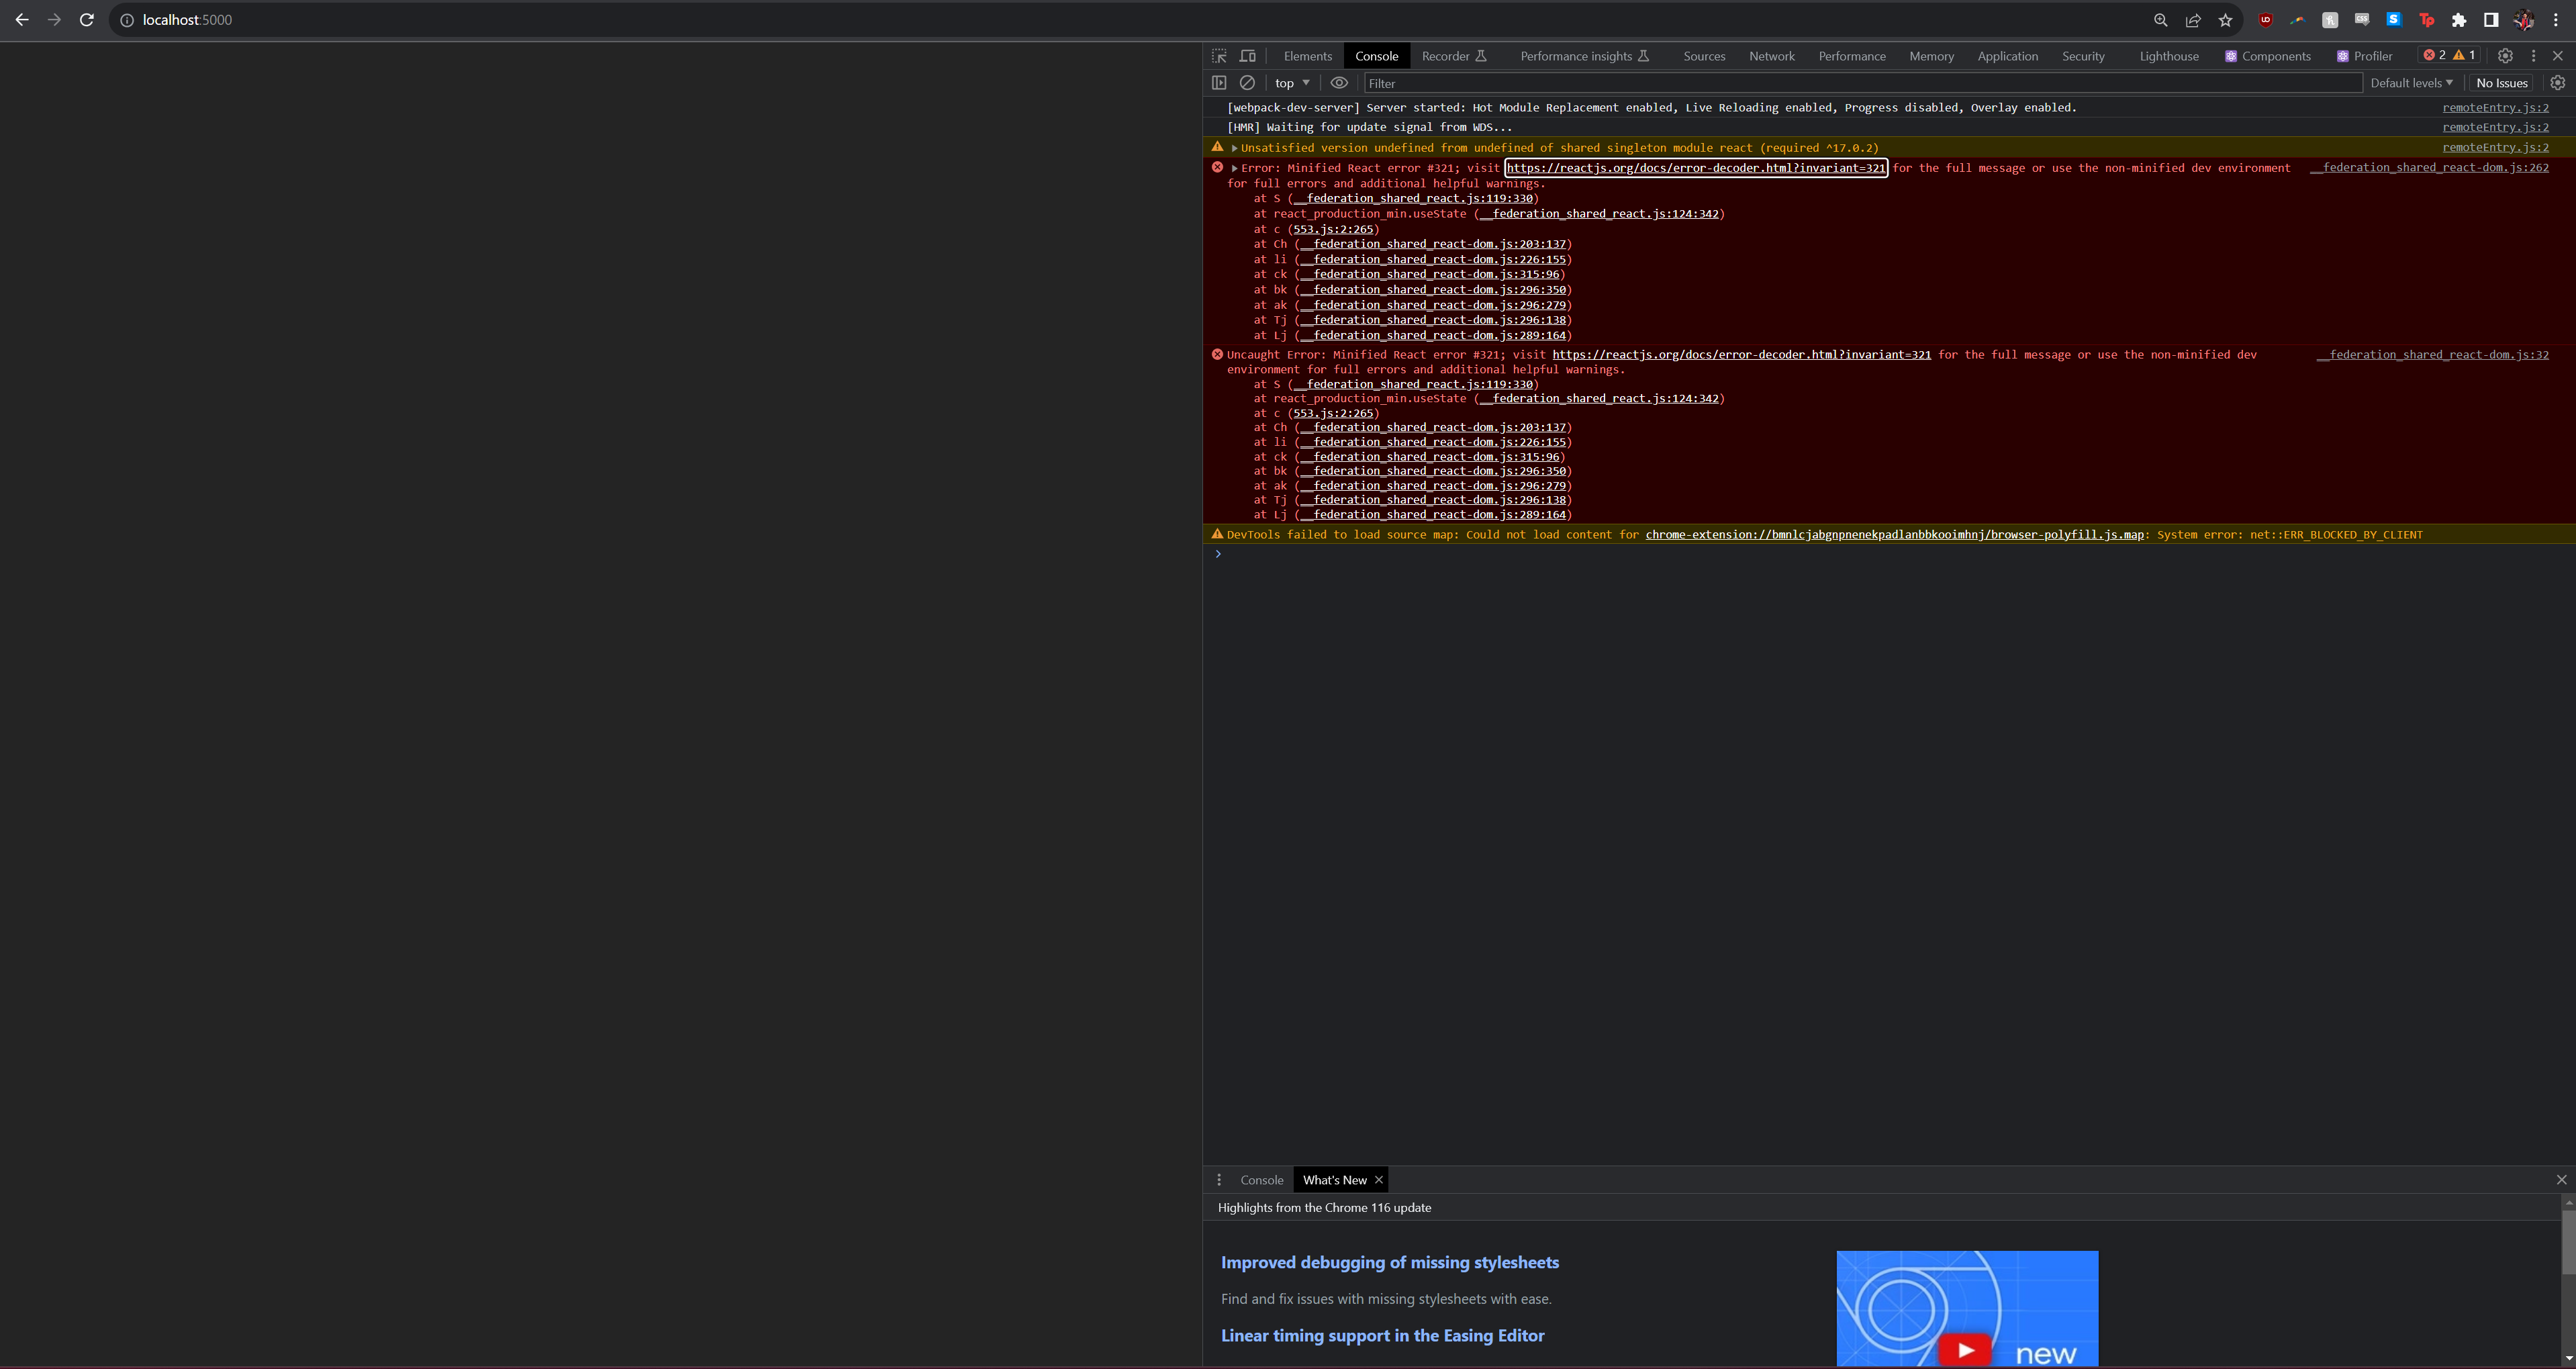 localhost:5000
Elements Console Recorder Performance insights Sources Network Performance Memory Application Security Lighthouse Components Profiler 2 1
top Filter Default levels No Issues
[webpack-dev-server] Server started: Hot Module Replacement enabled, Live Reloading enabled, Progress disabled, Overlay enabled. remoteEntry.js:2
[HMR] Waiting for update signal from WDS... remoteEntry.js:2
Unsatisfied version undefined from undefined of shared singleton module react (required ^17.0.2) remoteEntry.js:2
Error: Minified React error #321; visit https://reactjs.org/docs/error-decoder.html?invariant=321 for the full message or use the non-minified dev environment __federation_shared_react-dom.js:262
for full errors and additional helpful warnings.
at S (__federation_shared_react.js:119:330)
at react_production_min.useState (__federation_shared_react.js:124:342)
at c (553.js:2:265)
at Ch (__federation_shared_react-dom.js:203:137)
at li (__federation_shared_react-dom.js:226:155)
at ck (__federation_shared_react-dom.js:315:96)
at bk (__federation_shared_react-dom.js:296:350)
at ak (__federation_shared_react-dom.js:296:279)
at Tj (__federation_shared_react-dom.js:296:138)
at Lj (__federation_shared_react-dom.js:289:164)
Uncaught Error: Minified React error #321; visit https://reactjs.org/docs/error-decoder.html?invariant=321 for the full message or use the non-minified dev __federation_shared_react-dom.js:32
environment for full errors and additional helpful warnings.
at S (__federation_shared_react.js:119:330)
at react_production_min.useState (__federation_shared_react.js:124:342)
at c (553.js:2:265)
at Ch (__federation_shared_react-dom.js:203:137)
at li (__federation_shared_react-dom.js:226:155)
at ck (__federation_shared_react-dom.js:315:96)
at bk (__federation_shared_react-dom.js:296:350)
at ak (__federation_shared_react-dom.js:296:279)
at Tj (__federation_shared_react-dom.js:296:138)
at Lj (__federation_shared_react-dom.js:289:164)
DevTools failed to load source map: Could not load content for chrome-extension://bmnlcjabgnpnenekpadlanbbkooimhnj/browser-polyfill.js.map: System error: net::ERR_BLOCKED_BY_CLIENT
Console What's New
Highlights from the Chrome 116 update
Improved debugging of missing stylesheets
Find and fix issues with missing stylesheets with ease.
Linear timing support in the Easing Editor
new